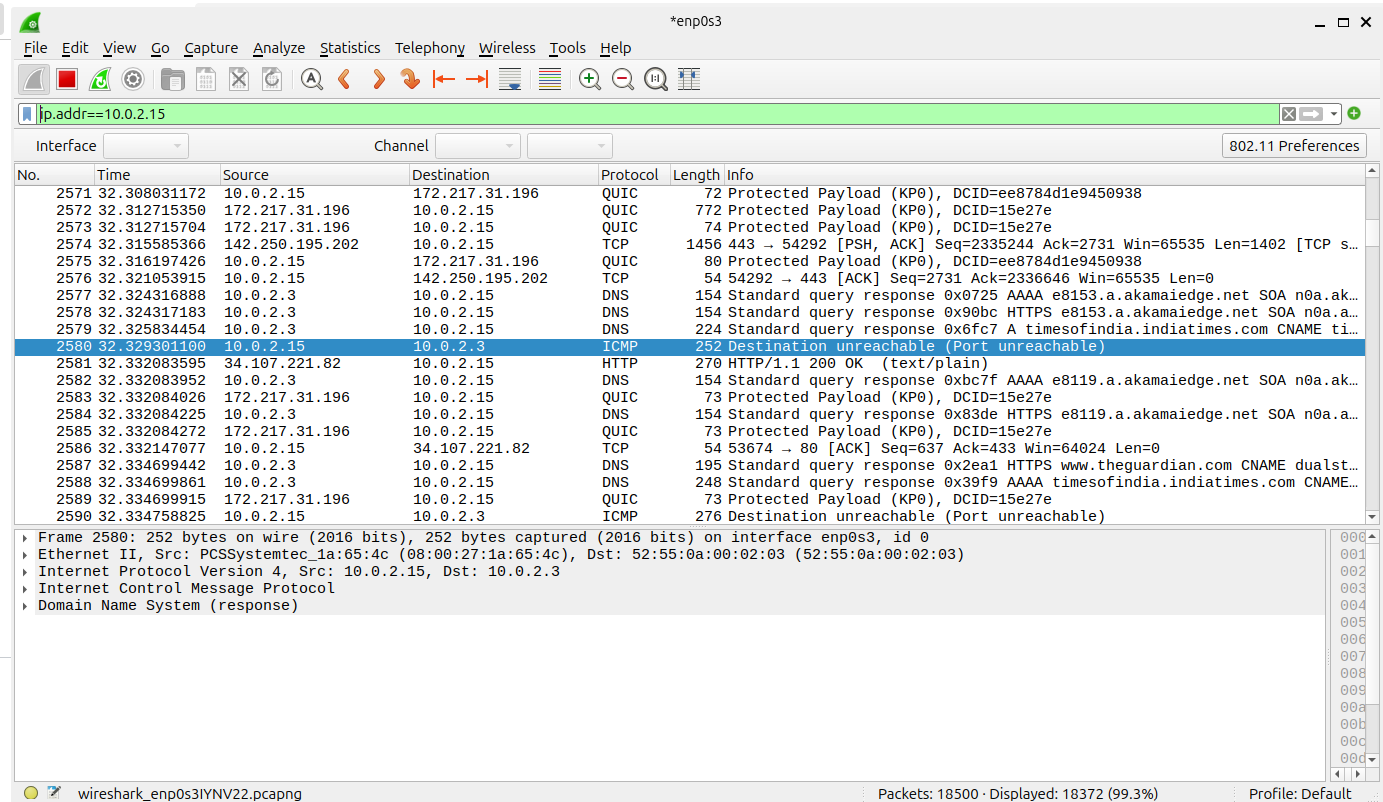 *enp0s3
File Edit View Go Capture Analyze Statistics Telephony Wireless Tools Help
ip.addr==10.0.2.15
Interface Channel 802.11 Preferences
No. Time Source Destination Protocol Length Info
2571 32.308031172 10.0.2.15 172.217.31.196 QUIC 72 Protected Payload (KP0), DCID=ee8784d1e9450938
2572 32.312715350 172.217.31.196 10.0.2.15 QUIC 772 Protected Payload (KP0), DCID=15e27e
2573 32.312715704 172.217.31.196 10.0.2.15 QUIC 74 Protected Payload (KP0), DCID=15e27e
2574 32.315585366 142.250.195.202 10.0.2.15 TCP 1456 443 → 54292 [PSH, ACK] Seq=2335244 Ack=2731 Win=65535 Len=1402 [TCP s…
2575 32.316197426 10.0.2.15 172.217.31.196 QUIC 80 Protected Payload (KP0), DCID=ee8784d1e9450938
2576 32.321053915 10.0.2.15 142.250.195.202 TCP 54 54292 → 443 [ACK] Seq=2731 Ack=2336646 Win=65535 Len=0
2577 32.324316888 10.0.2.3 10.0.2.15 DNS 154 Standard query response 0x0725 AAAA e8153.a.akamaiedge.net SOA n0a.ak…
2578 32.324317183 10.0.2.3 10.0.2.15 DNS 154 Standard query response 0x90bc HTTPS e8153.a.akamaiedge.net SOA n0a.a…
2579 32.325834454 10.0.2.3 10.0.2.15 DNS 224 Standard query response 0x6fc7 A timesofindia.indiatimes.com CNAME ti…
2580 32.329301100 10.0.2.15 10.0.2.3 ICMP 252 Destination unreachable (Port unreachable)
2581 32.332083595 34.107.221.82 10.0.2.15 HTTP 270 HTTP/1.1 200 OK (text/plain)
2582 32.332083952 10.0.2.3 10.0.2.15 DNS 154 Standard query response 0xbc7f AAAA e8119.a.akamaiedge.net SOA n0a.ak…
2583 32.332084026 172.217.31.196 10.0.2.15 QUIC 73 Protected Payload (KP0), DCID=15e27e
2584 32.332084225 10.0.2.3 10.0.2.15 DNS 154 Standard query response 0x83de HTTPS e8119.a.akamaiedge.net SOA n0a.a…
2585 32.332084272 172.217.31.196 10.0.2.15 QUIC 73 Protected Payload (KP0), DCID=15e27e
2586 32.332147077 10.0.2.15 34.107.221.82 TCP 54 53674 → 80 [ACK] Seq=637 Ack=433 Win=64024 Len=0
2587 32.334699442 10.0.2.3 10.0.2.15 DNS 195 Standard query response 0x2ea1 HTTPS www.theguardian.com CNAME dualst…
2588 32.334699861 10.0.2.3 10.0.2.15 DNS 248 Standard query response 0x39f9 AAAA timesofindia.indiatimes.com CNAME…
2589 32.334699915 172.217.31.196 10.0.2.15 QUIC 73 Protected Payload (KP0), DCID=15e27e
2590 32.334758825 10.0.2.15 10.0.2.3 ICMP 276 Destination unreachable (Port unreachable)
Frame 2580: 252 bytes on wire (2016 bits), 252 bytes captured (2016 bits) on interface enp0s3, id 0 000
Ethernet II, Src: PCSSystemtec_1a:65:4c (08:00:27:1a:65:4c), Dst: 52:55:0a:00:02:03 (52:55:0a:00:02:03) 001
Internet Protocol Version 4, Src: 10.0.2.15, Dst: 10.0.2.3 002
Internet Control Message Protocol 003
Domain Name System (response) 004
005
006
007
008
009
00a
00b
00c
00d
wireshark_enp0s3IYNV22.pcapng Packets: 18500 · Displayed: 18372 (99.3%) Profile: Default